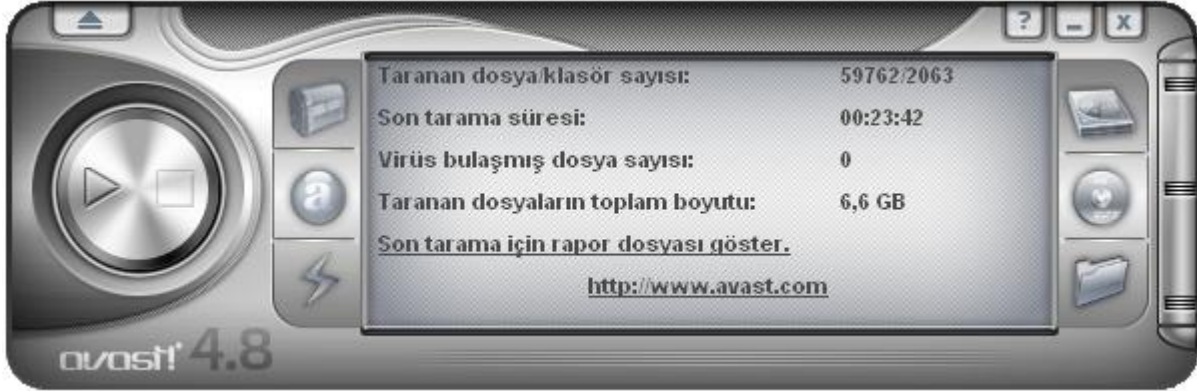 ? _ x
Taranan dosya/klasör sayısı: 59762/2063
Son tarama süresi: 00:23:42
Virüs bulaşmış dosya sayısı: 0
Taranan dosyaların toplam boyutu: 6,6 GB
Son tarama için rapor dosyası göster.
http://www.avast.com
avast! 4.8